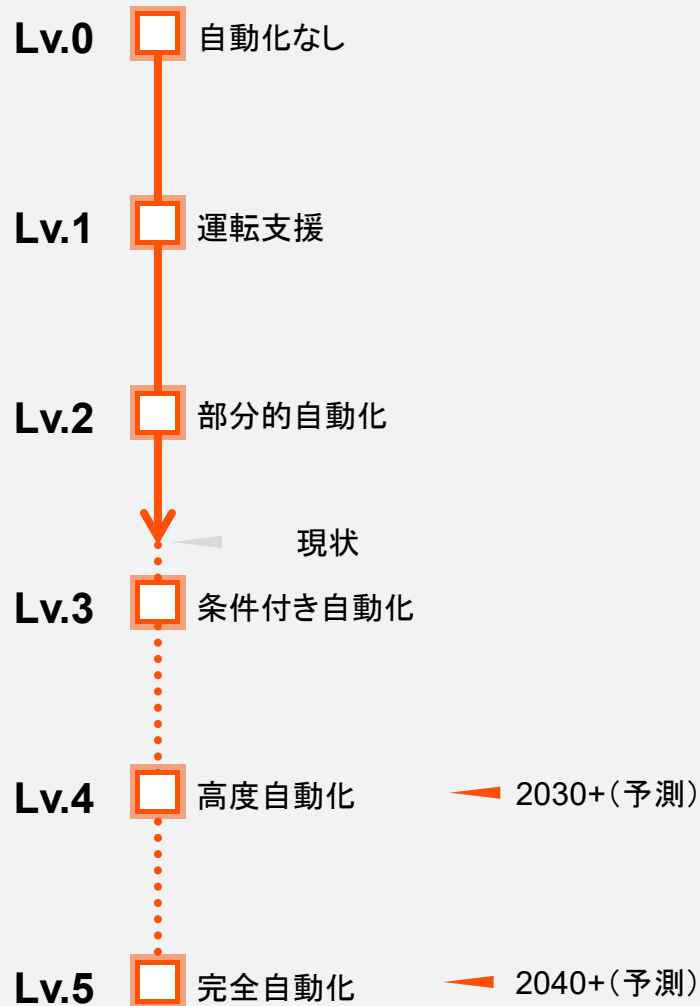 Lv.0 自動化なし
Lv.1 運転支援
Lv.2 部分的自動化
現状
Lv.3 条件付き自動化
Lv.4 高度自動化 2030+(予測)
Lv.5 完全自動化 2040+(予測)